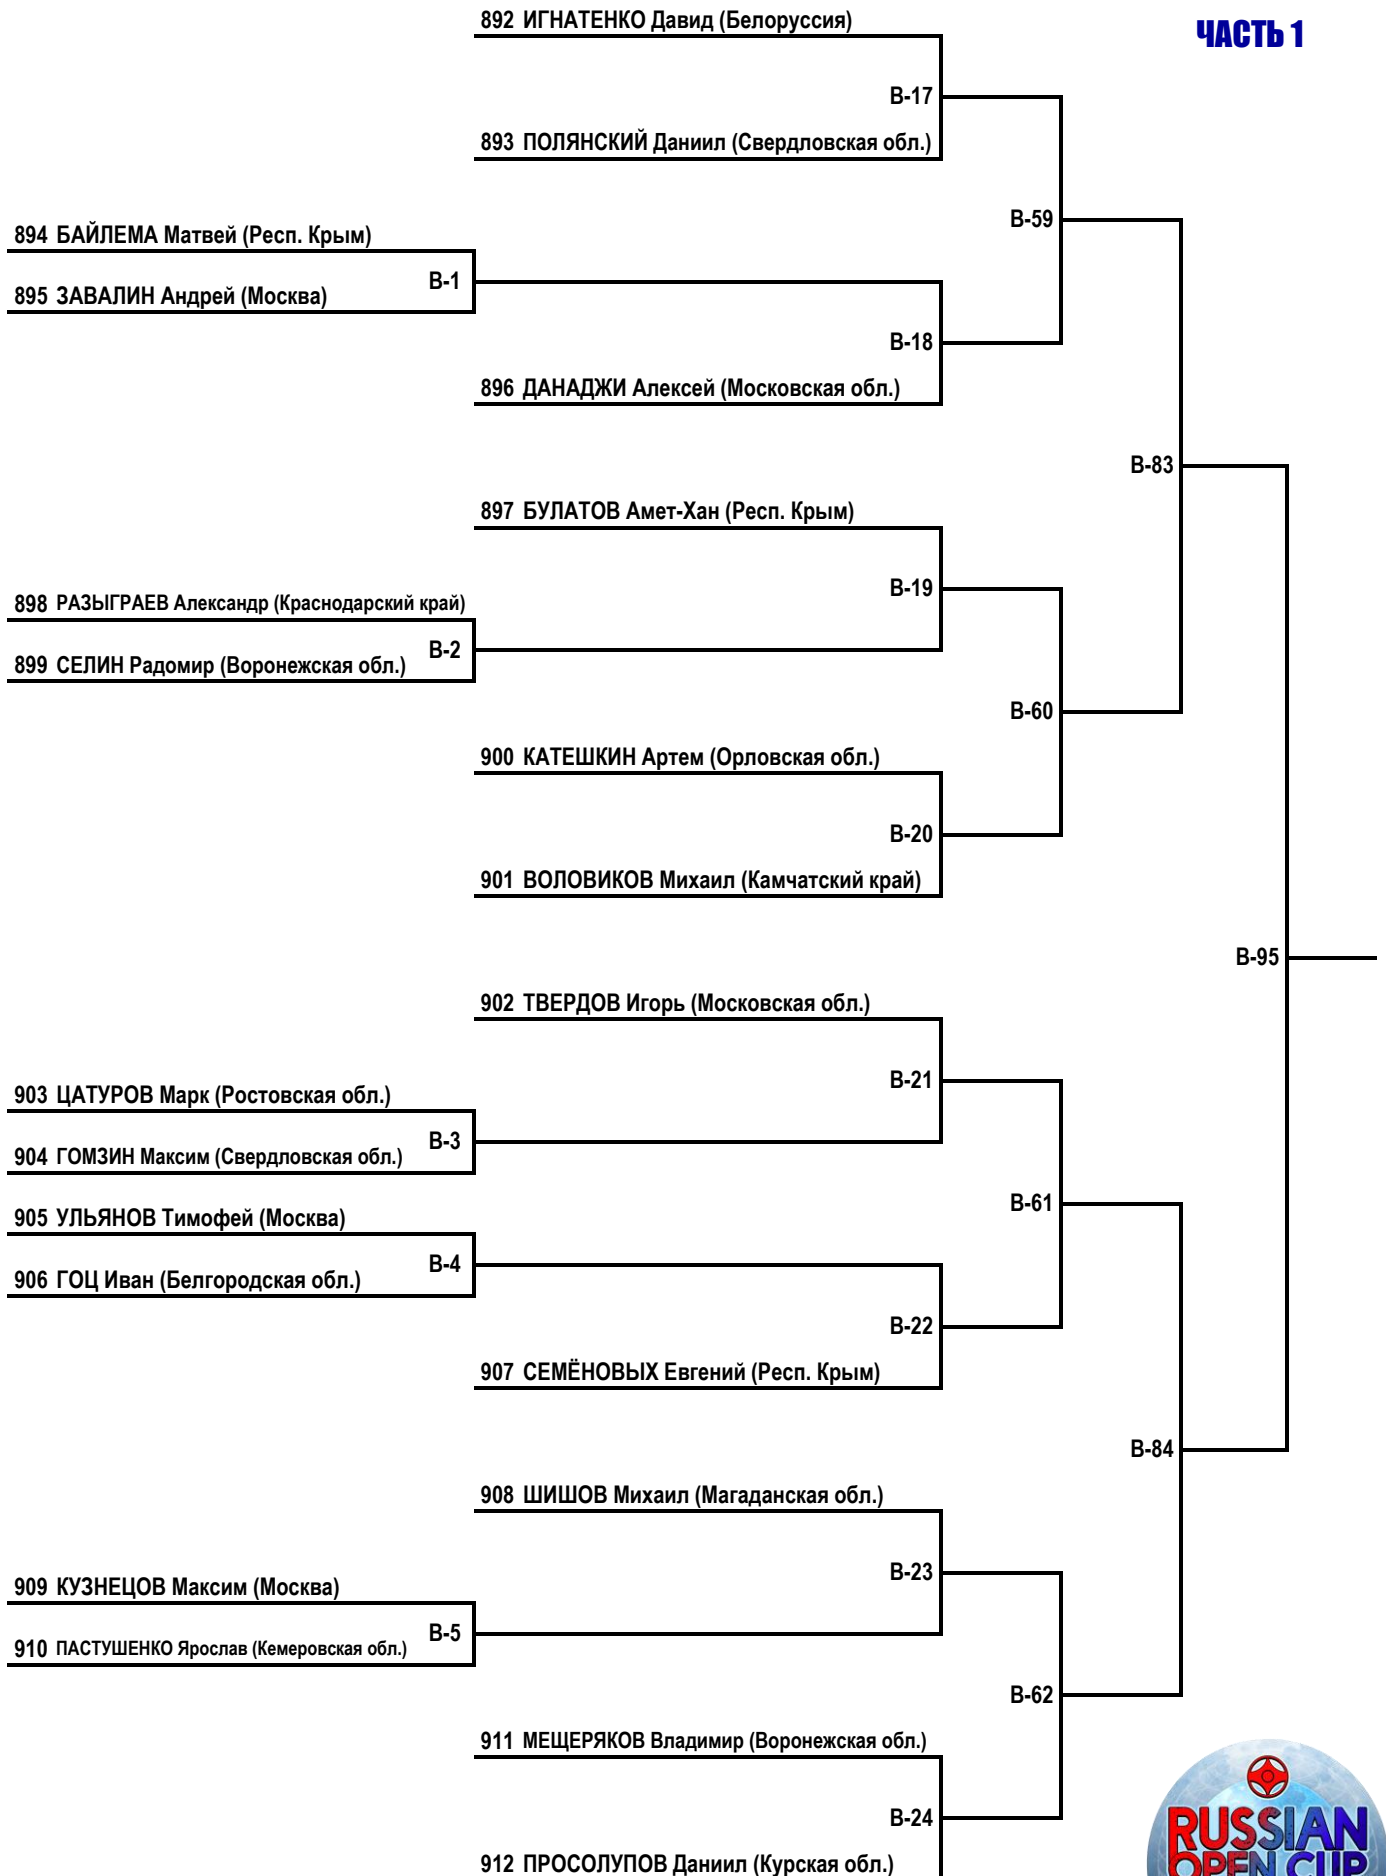 892 ИГНАТЕНКО Давид (Белоруссия)
ЧАСТЬ 1
В-17
893 ПОЛЯНСКИЙ Даниил (Свердловская обл.)
В-59
894 БАЙЛЕМА Матвей (Респ. Крым)
В-1
895 ЗАВАЛИН Андрей (Москва)
В-18
896 ДАНАДЖИ Алексей (Московская обл.)
В-83
897 БУЛАТОВ Амет-Хан (Респ. Крым)
В-19
898 РАЗЫГРАЕВ Александр (Краснодарский край)
В-2
899 СЕЛИН Радомир (Воронежская обл.)
В-60
900 КАТЕШКИН Артем (Орловская обл.)
В-20
901 ВОЛОВИКОВ Михаил (Камчатский край)
В-95
902 ТВЕРДОВ Игорь (Московская обл.)
В-21
903 ЦАТУРОВ Марк (Ростовская обл.)
В-3
904 ГОМЗИН Максим (Свердловская обл.)
В-61
905 УЛЬЯНОВ Тимофей (Москва)
В-4
906 ГОЦ Иван (Белгородская обл.)
В-22
907 СЕМЁНОВЫХ Евгений (Респ. Крым)
В-84
908 ШИШОВ Михаил (Магаданская обл.)
В-23
909 КУЗНЕЦОВ Максим (Москва)
В-5
910 ПАСТУШЕНКО Ярослав (Кемеровская обл.)
В-62
911 МЕЩЕРЯКОВ Владимир (Воронежская обл.)
В-24
912 ПРОСОЛУПОВ Даниил (Курская обл.)
RUSSIAN
OPEN CUP